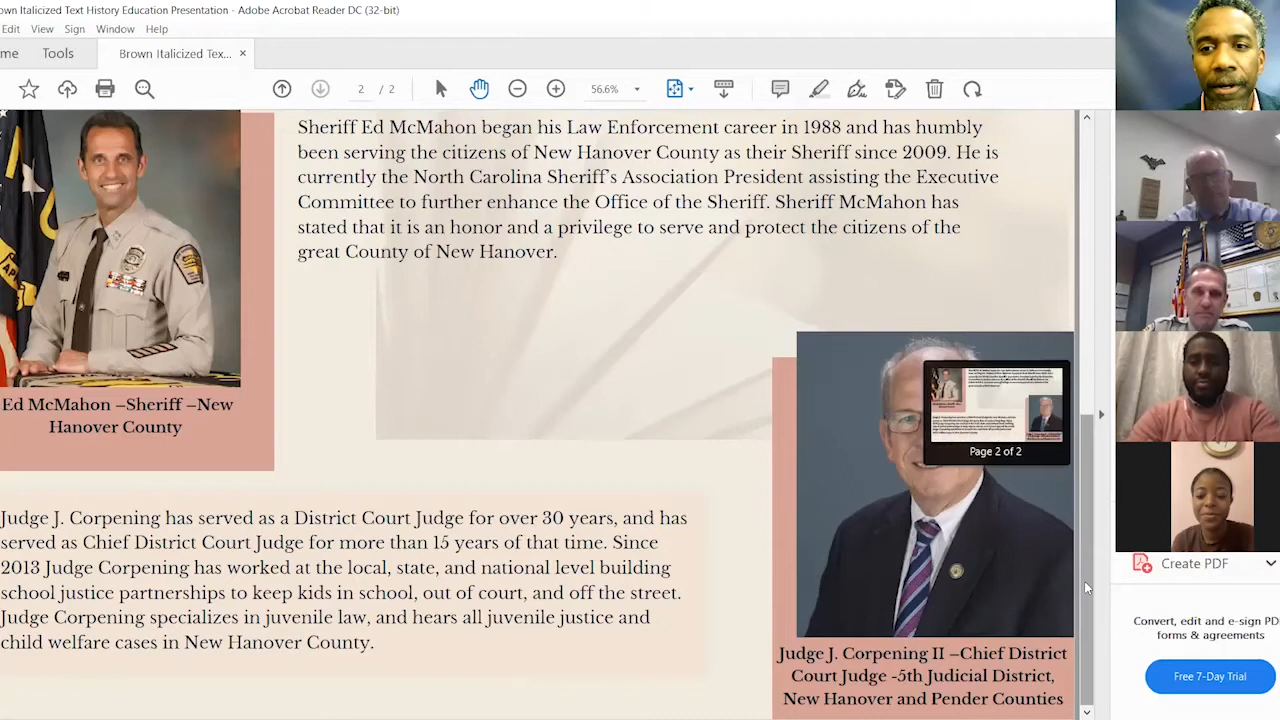 own Italicized Text History Education Presentation - Adobe Acrobat Reader DC (32-bit)
Edit View Sign Window Help
me Tools Brown Italicized Tex... ×
2 / 2 56.6%
Sheriff Ed McMahon began his Law Enforcement career in 1988 and has humbly
been serving the citizens of New Hanover County as their Sheriff since 2009. He is
currently the North Carolina Sheriff's Association President assisting the Executive
Committee to further enhance the Office of the Sheriff. Sheriff McMahon has
stated that it is an honor and a privilege to serve and protect the citizens of the
great County of New Hanover.
Ed McMahon –Sheriff –New
Hanover County
Page 2 of 2
Judge J. Corpening has served as a District Court Judge for over 30 years, and has
served as Chief District Court Judge for more than 15 years of that time. Since
2013 Judge Corpening has worked at the local, state, and national level building
school justice partnerships to keep kids in school, out of court, and off the street.
Judge Corpening specializes in juvenile law, and hears all juvenile justice and
child welfare cases in New Hanover County.
Judge J. Corpening II –Chief District
Court Judge -5th Judicial District,
New Hanover and Pender Counties
Create PDF
Convert, edit and e-sign PD
forms & agreements
Free 7-Day Trial